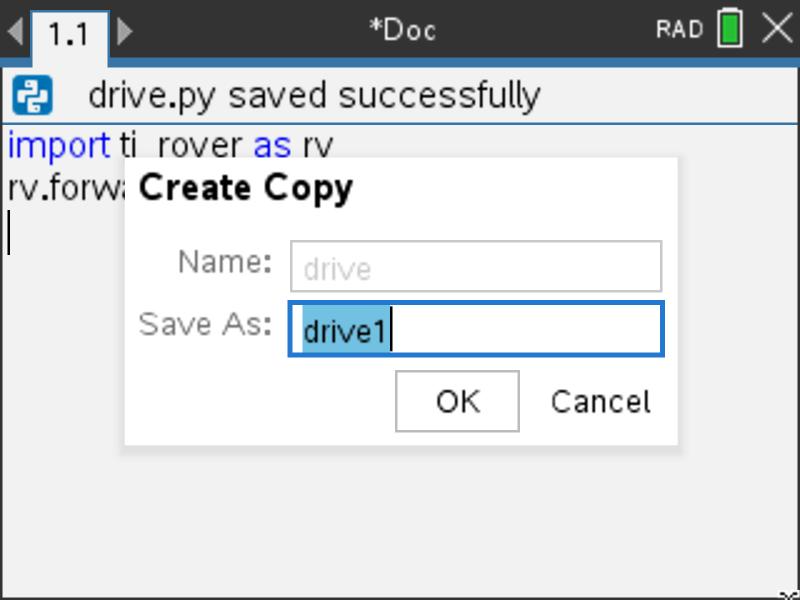 1.1
*Doc
RAD
drive.py saved successfully
import ti_rover as rv
rv.forwa
Create Copy
Name: drive
Save As: drive1
OK Cancel